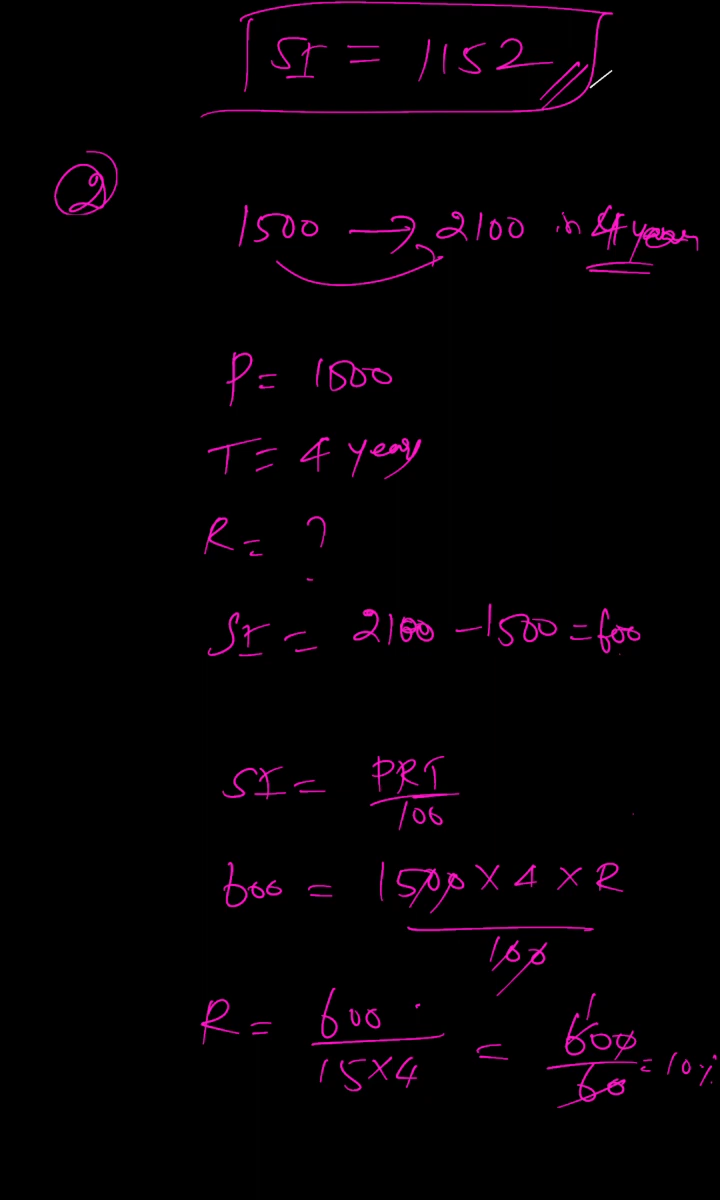 SI = 1152
②
1500 → 2100 in 4 years
P = 1500
T = 4 years
R = ?
SI = 2100 - 1500 = 600
SI = PRT / 100
600 = 1500 × 4 × R / 100
R = 600 / 15×4 = 600 / 60 = 10%